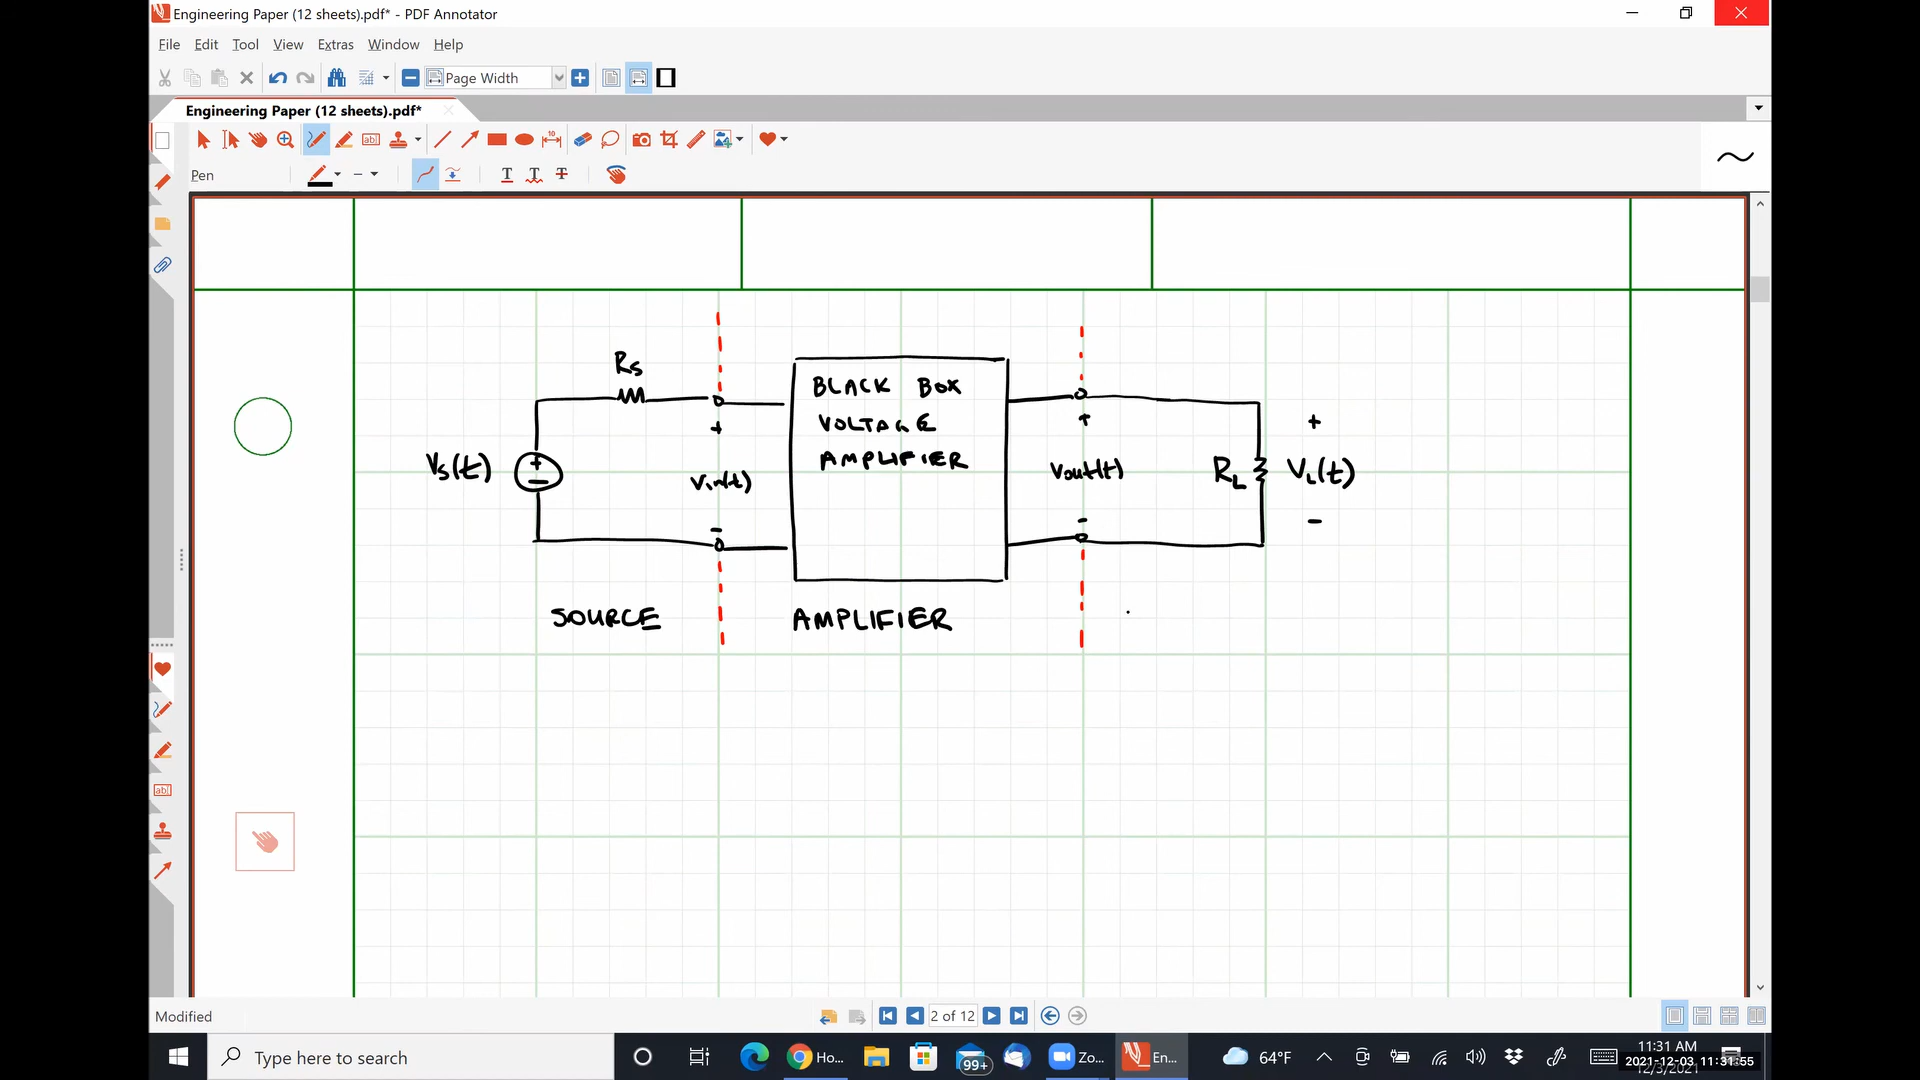 Engineering Paper (12 sheets).pdf* - PDF Annotator
File Edit Tool View Extras Window Help
Page Width
Engineering Paper (12 sheets).pdf*
Pen
Rs
BLACK BOX
VOLTAGE
AMPLIFIER
+ + +
Vs(t) + Vin(t) Vout(t) RL VL(t)
- - - -
SOURCE AMPLIFIER
Modified
2 of 12
Type here to search
99+
Ho...
Zo...
En...
64°F
11:31 AM
2021-12-03, 11:31:55